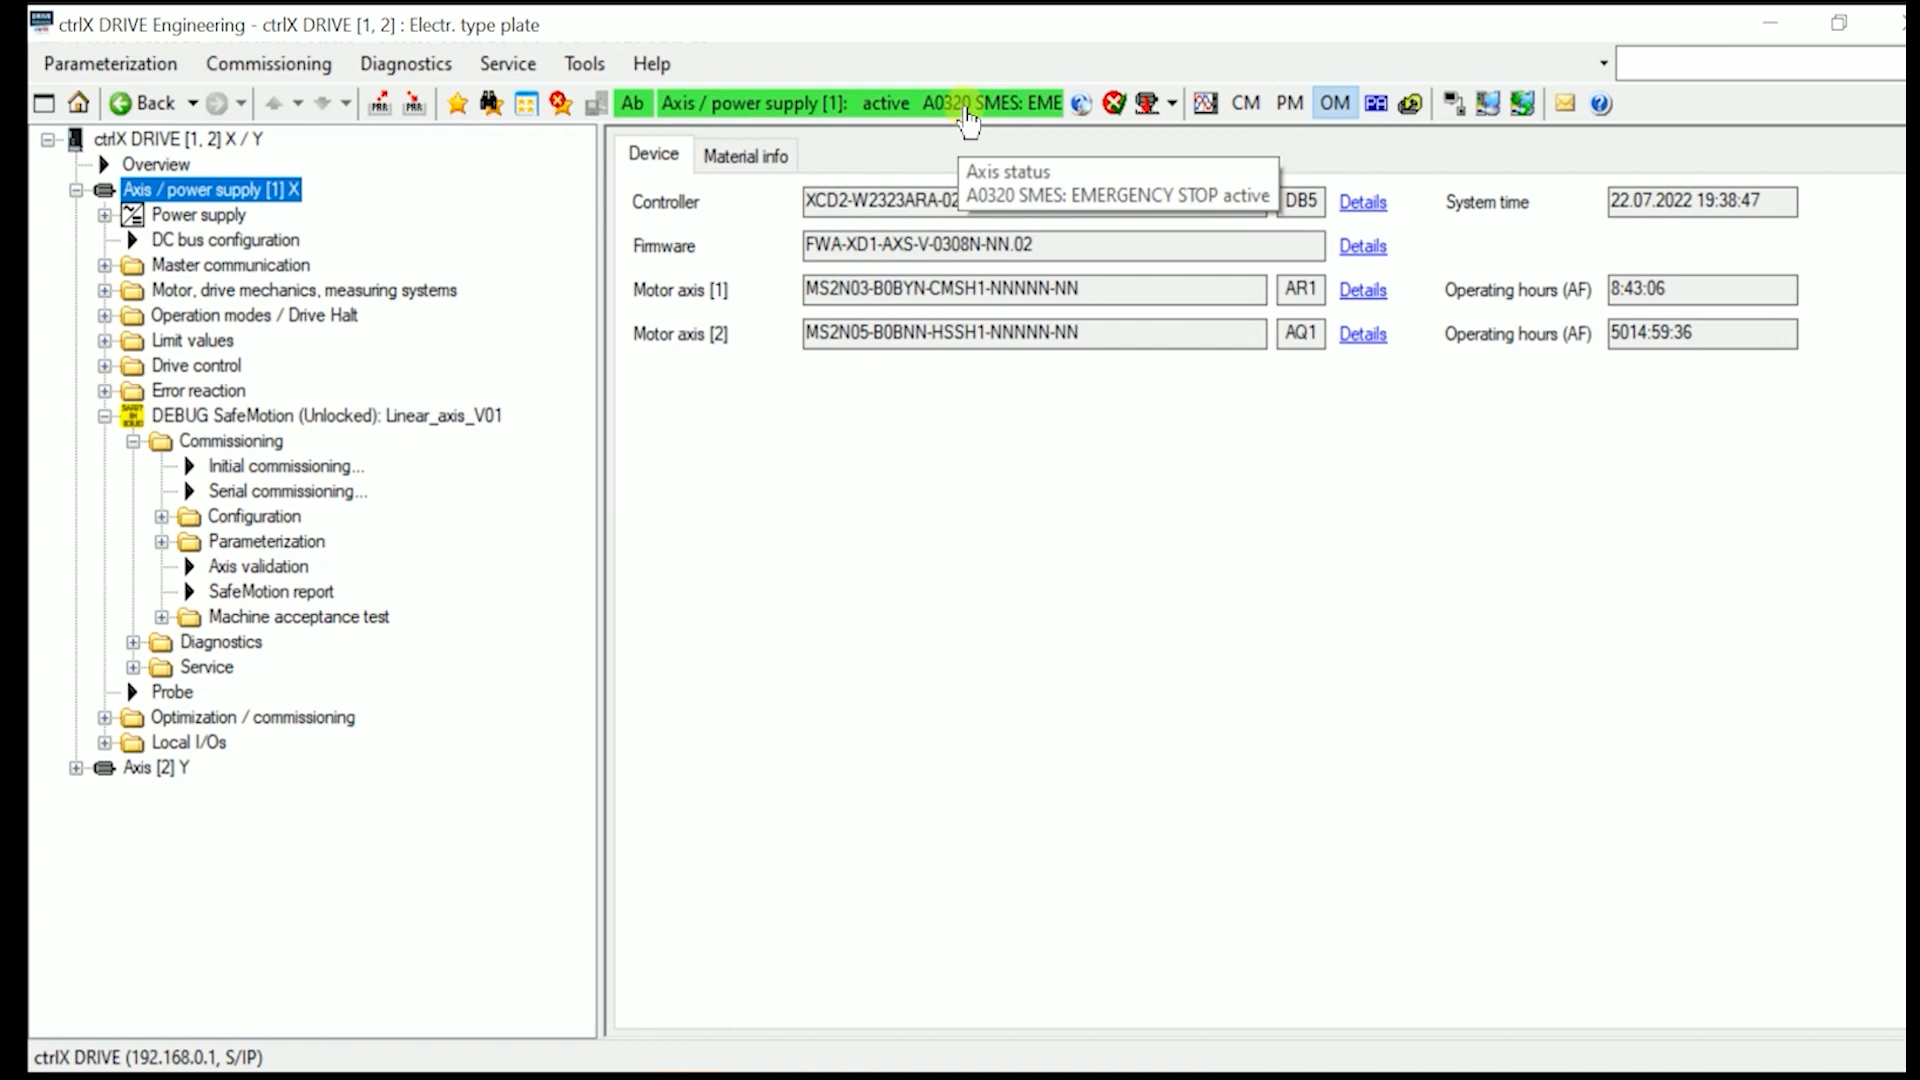 ctrlX DRIVE Engineering - ctrlX DRIVE [1, 2] : Electr. type plate
Parameterization Commissioning Diagnostics Service Tools Help
Back Ab Axis / power supply [1]: active A0320 SMES: EME CM PM OM
ctrlX DRIVE [1, 2] X / Y
Overview
Axis / power supply [1] X
Power supply
DC bus configuration
Master communication
Motor, drive mechanics, measuring systems
Operation modes / Drive Halt
Limit values
Drive control
Error reaction
DEBUG SafeMotion (Unlocked): Linear_axis_V01
Commissioning
Initial commissioning...
Serial commissioning...
Configuration
Parameterization
Axis validation
SafeMotion report
Machine acceptance test
Diagnostics
Service
Probe
Optimization / commissioning
Local I/Os
Axis [2] Y
Device Material info
Axis status
A0320 SMES: EMERGENCY STOP active
Controller XCD2-W2323ARA-02 DB5 Details System time 22.07.2022 19:38:47
Firmware FWA-XD1-AXS-V-0308N-NN.02 Details
Motor axis [1] MS2N03-B0BYN-CMSH1-NNNNN-NN AR1 Details Operating hours (AF) 8:43:06
Motor axis [2] MS2N05-B0BNN-HSSH1-NNNNN-NN AQ1 Details Operating hours (AF) 5014:59:36
ctrlX DRIVE (192.168.0.1, S/IP)